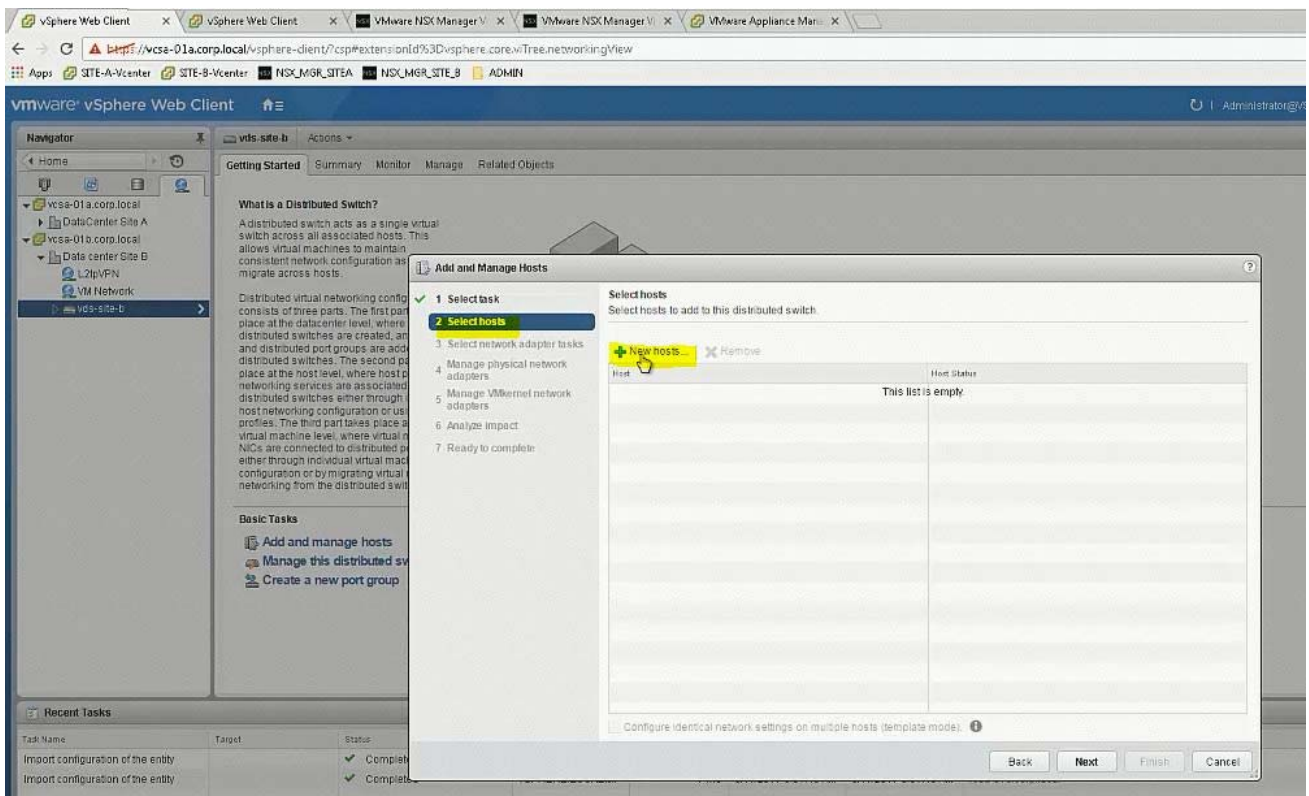 vSphere Web Client
vSphere Web Client
VMware NSX Manager V
VMware NSX Manager Vi
VMware Appliance Man
https://vcsa-01a.corp.local/vsphere-client/?csp#extensionId%3Dvsphere.core.viTree.networkingView
Apps SITE-A-Vcenter SITE-B-Vcenter NSX_MGR_SITEA NSX_MGR_SITE_B ADMIN
vmware vSphere Web Client
Administrator@VS
Navigator
Home
vcsa-01a.corp.local
DataCenter Site A
vcsa-01b.corp.local
Data center Site B
L2IpVPN
VM Network
vds-site-b
vds-site-b Actions
Getting Started Summary Monitor Manage Related Objects
What is a Distributed Switch?
A distributed switch acts as a single virtual
switch across all associated hosts. This
allows virtual machines to maintain
consistent network configuration as
migrate across hosts.
Distributed virtual networking config
consists of three parts. The first part
place at the datacenter level, where
distributed switches are created, an
and distributed port groups are adde
distributed switches. The second pa
place at the host level, where host p
networking services are associated
distributed switches either through i
host networking configuration or usi
profiles. The third part takes place a
virtual machine level, where virtual m
NICs are connected to distributed p
either through individual virtual mach
configuration or by migrating virtual
networking from the distributed swit
Basic Tasks
Add and manage hosts
Manage this distributed sw
Create a new port group
Add and Manage Hosts
?
1 Select task
2 Select hosts
3 Select network adapter tasks
4 Manage physical network
adapters
5 Manage VMkernel network
adapters
6 Analyze impact
7 Ready to complete
Select hosts
Select hosts to add to this distributed switch.
New hosts... Remove
Host Host Status
This list is empty.
Configure identical network settings on multiple hosts (template mode).
Back Next Finish Cancel
Recent Tasks
Task Name Target Status
Import configuration of the entity Complet
Import configuration of the entity Complete